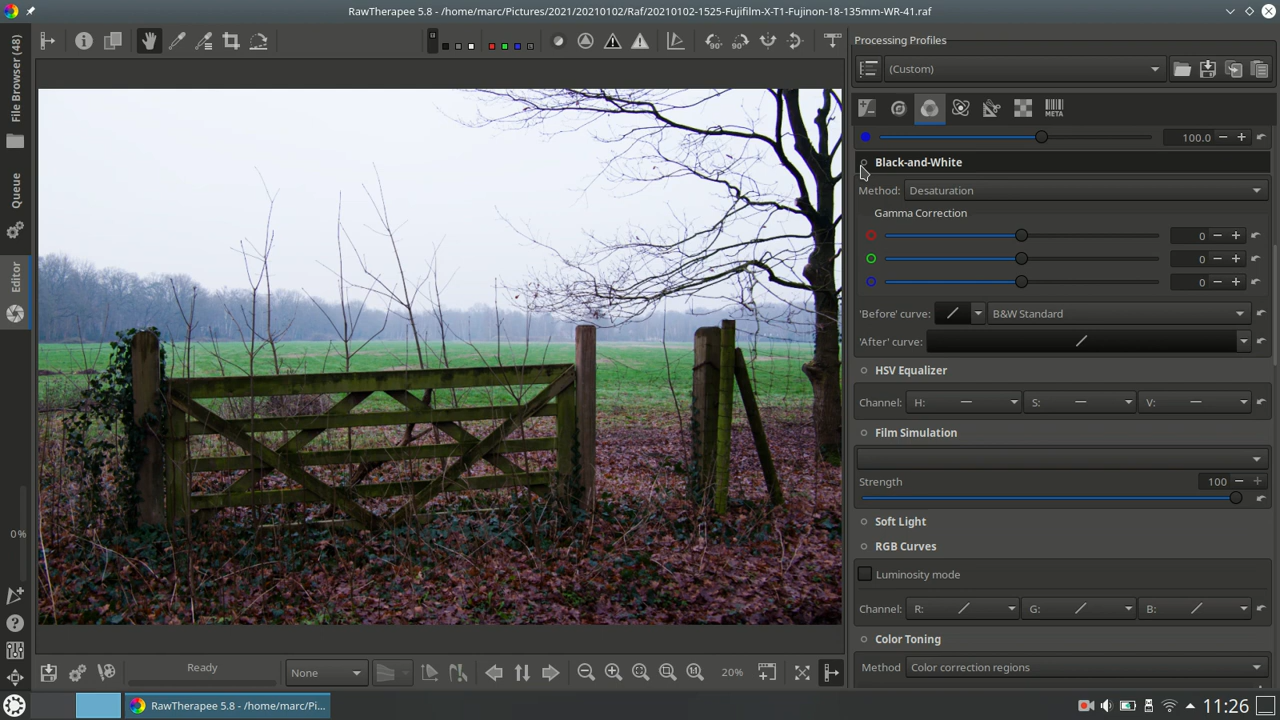 RawTherapee 5.8 - /home/marc/Pictures/2021/20210102/Raf/20210102-1525-Fujifilm-X-T1-Fujinon-18-135mm-WR-41.raf
File Browser (48)
Queue
Editor
0%
Processing Profiles
(Custom)
META
100.0
Black-and-White
Method: Desaturation
Gamma Correction
0
0
0
'Before' curve: B&W Standard
'After' curve:
HSV Equalizer
Channel: H: S: V:
Film Simulation
Strength 100
Soft Light
RGB Curves
Luminosity mode
Channel: R: G: B:
Color Toning
Method Color correction regions
Ready
None
20%
RawTherapee 5.8 - /home/marc/Pi...
11:26